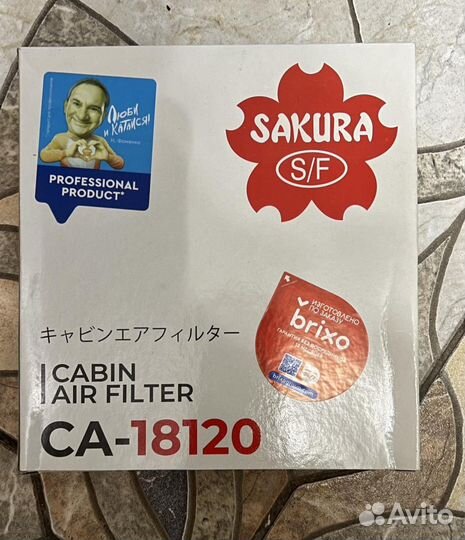 Люби
и Катайся!
Н. Фоменко
PROFESSIONAL
PRODUCT*
SAKURA
S/F
ИЗГОТОВЛЕНО
ПО ЗАКАЗУ
brixo
キャビンエアフィルター
CABIN
AIR FILTER
CA-18120
Avito